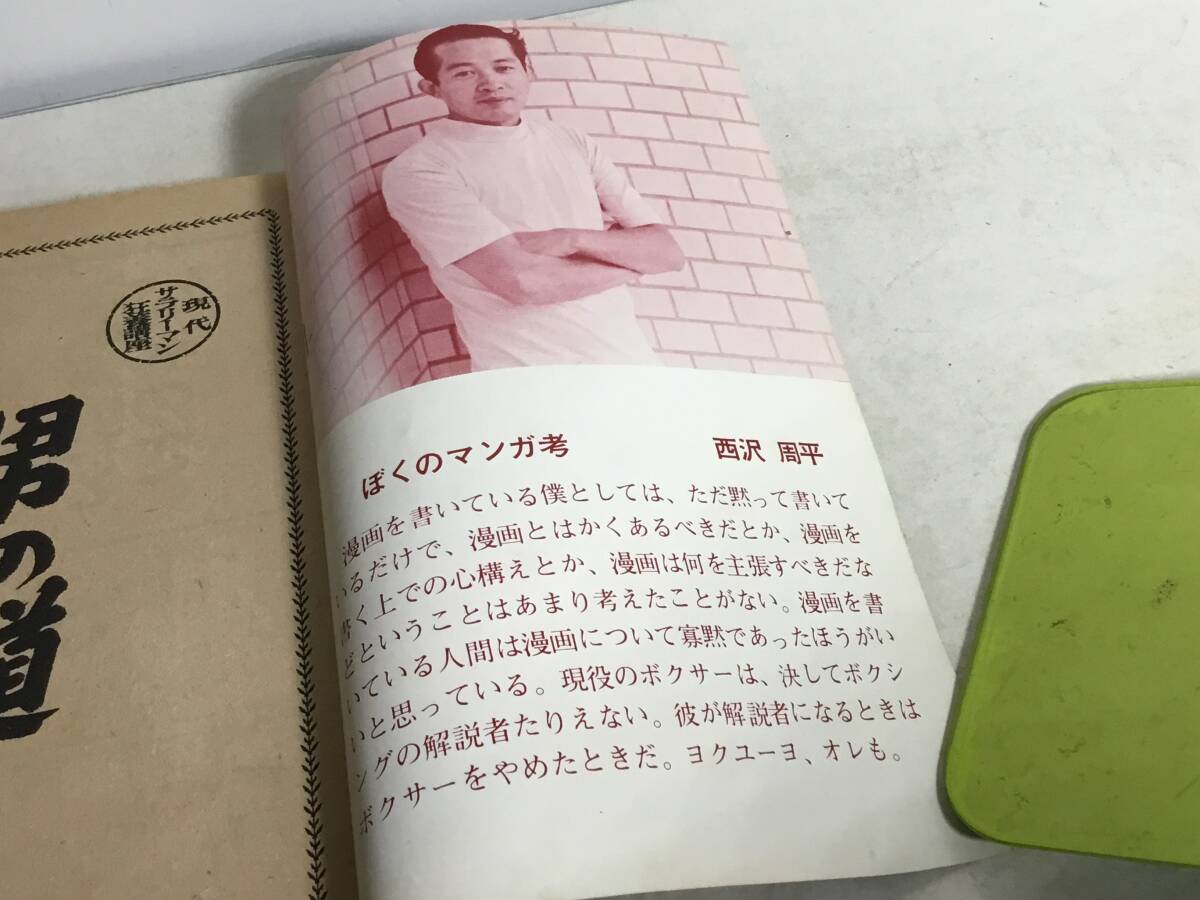 ぼくのマンガ考　西沢 周平
漫画を書いている僕としては、ただ黙って書いて
いるだけで、漫画とはかくあるべきだとか、漫画を
書く上での心構えとか、漫画は何を主張すべきだな
どということはあまり考えたことがない。漫画を書
いている人間は漫画について寡黙であったほうがい
いと思っている。現役のボクサーは、決してボクシ
ングの解説者たりえない。彼が解説者になるときは
ボクサーをやめたときだ。ヨクユーヨ、オレも。
現代
サラリーマン
狂養講座
男の道